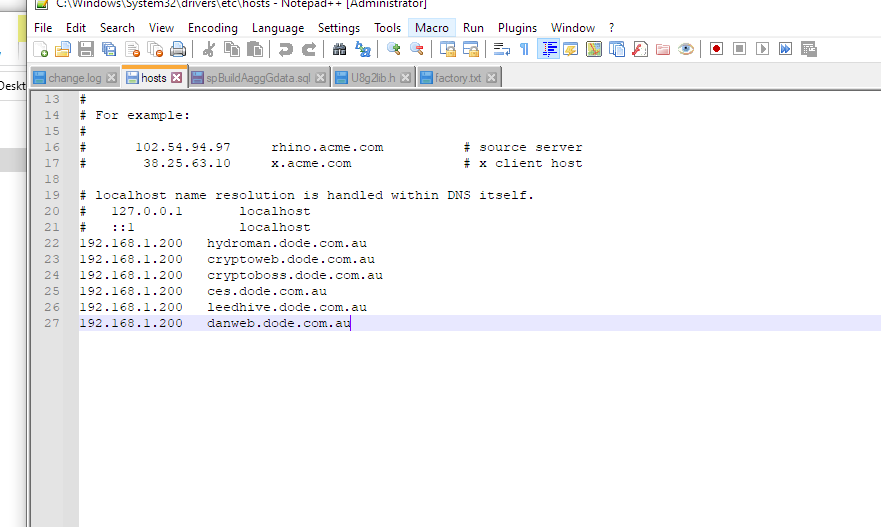 C:\Windows\System32\drivers\etc\hosts - Notepad++ [Administrator]
File Edit Search View Encoding Language Settings Tools Macro Run Plugins Window ?
change.log hosts spBuildAaggGdata.sql U8g2lib.h factory.txt
Deskt
13 #
14 # For example:
15 #
16 # 102.54.94.97 rhino.acme.com # source server
17 # 38.25.63.10 x.acme.com # x client host
18
19 # localhost name resolution is handled within DNS itself.
20 # 127.0.0.1 localhost
21 # ::1 localhost
22 192.168.1.200 hydroman.dode.com.au
23 192.168.1.200 cryptoweb.dode.com.au
24 192.168.1.200 cryptoboss.dode.com.au
25 192.168.1.200 ces.dode.com.au
26 192.168.1.200 leedhive.dode.com.au
27 192.168.1.200 danweb.dode.com.au